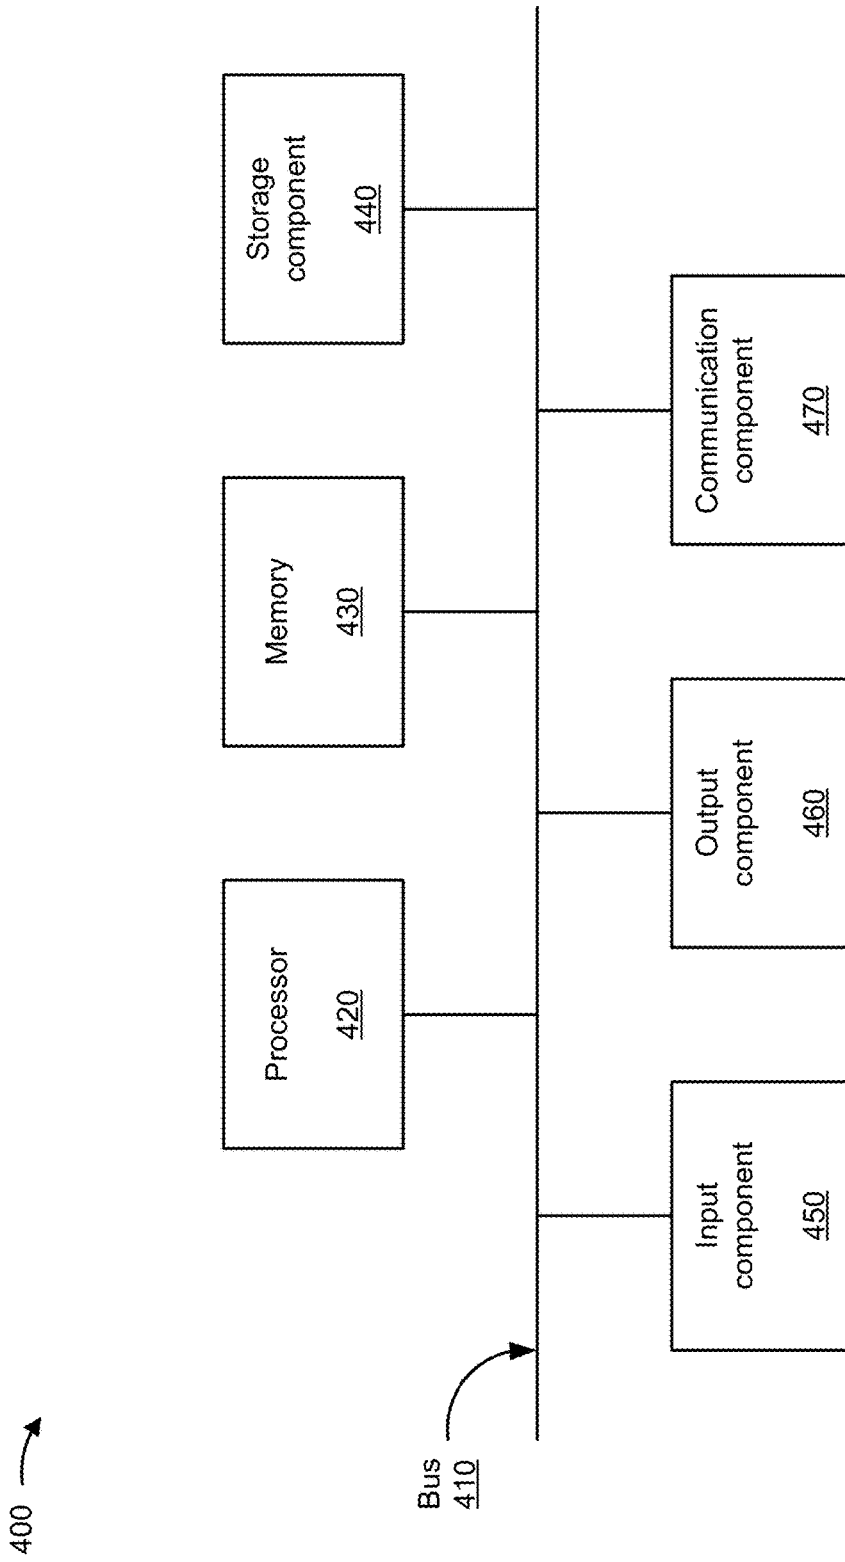 400
Processor
420
Memory
430
Storage
component
440
Bus
410
Input
component
450
Output
component
460
Communication
component
470